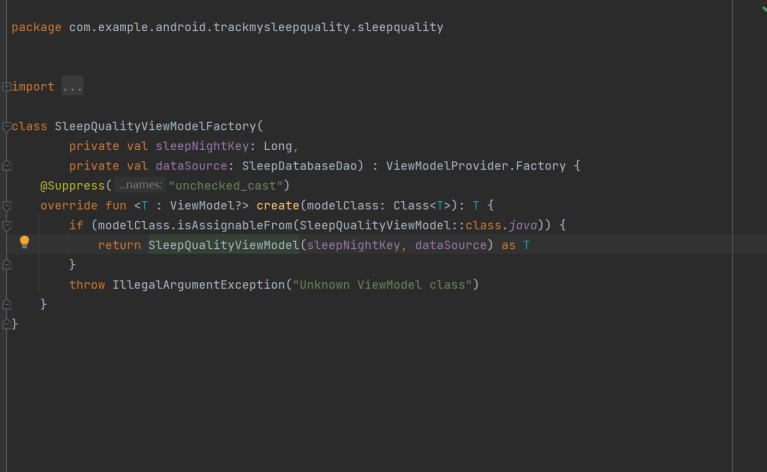 package com.example.android.trackmysleepquality.sleepquality
import ...
class SleepQualityViewModelFactory(
private val sleepNightKey: Long,
private val dataSource: SleepDatabaseDao) : ViewModelProvider.Factory {
@Suppress( ...names: "unchecked_cast")
override fun <T : ViewModel?> create(modelClass: Class<T>): T {
if (modelClass.isAssignableFrom(SleepQualityViewModel::class.java)) {
return SleepQualityViewModel(sleepNightKey, dataSource) as T
}
throw IllegalArgumentException("Unknown ViewModel class")
}
}